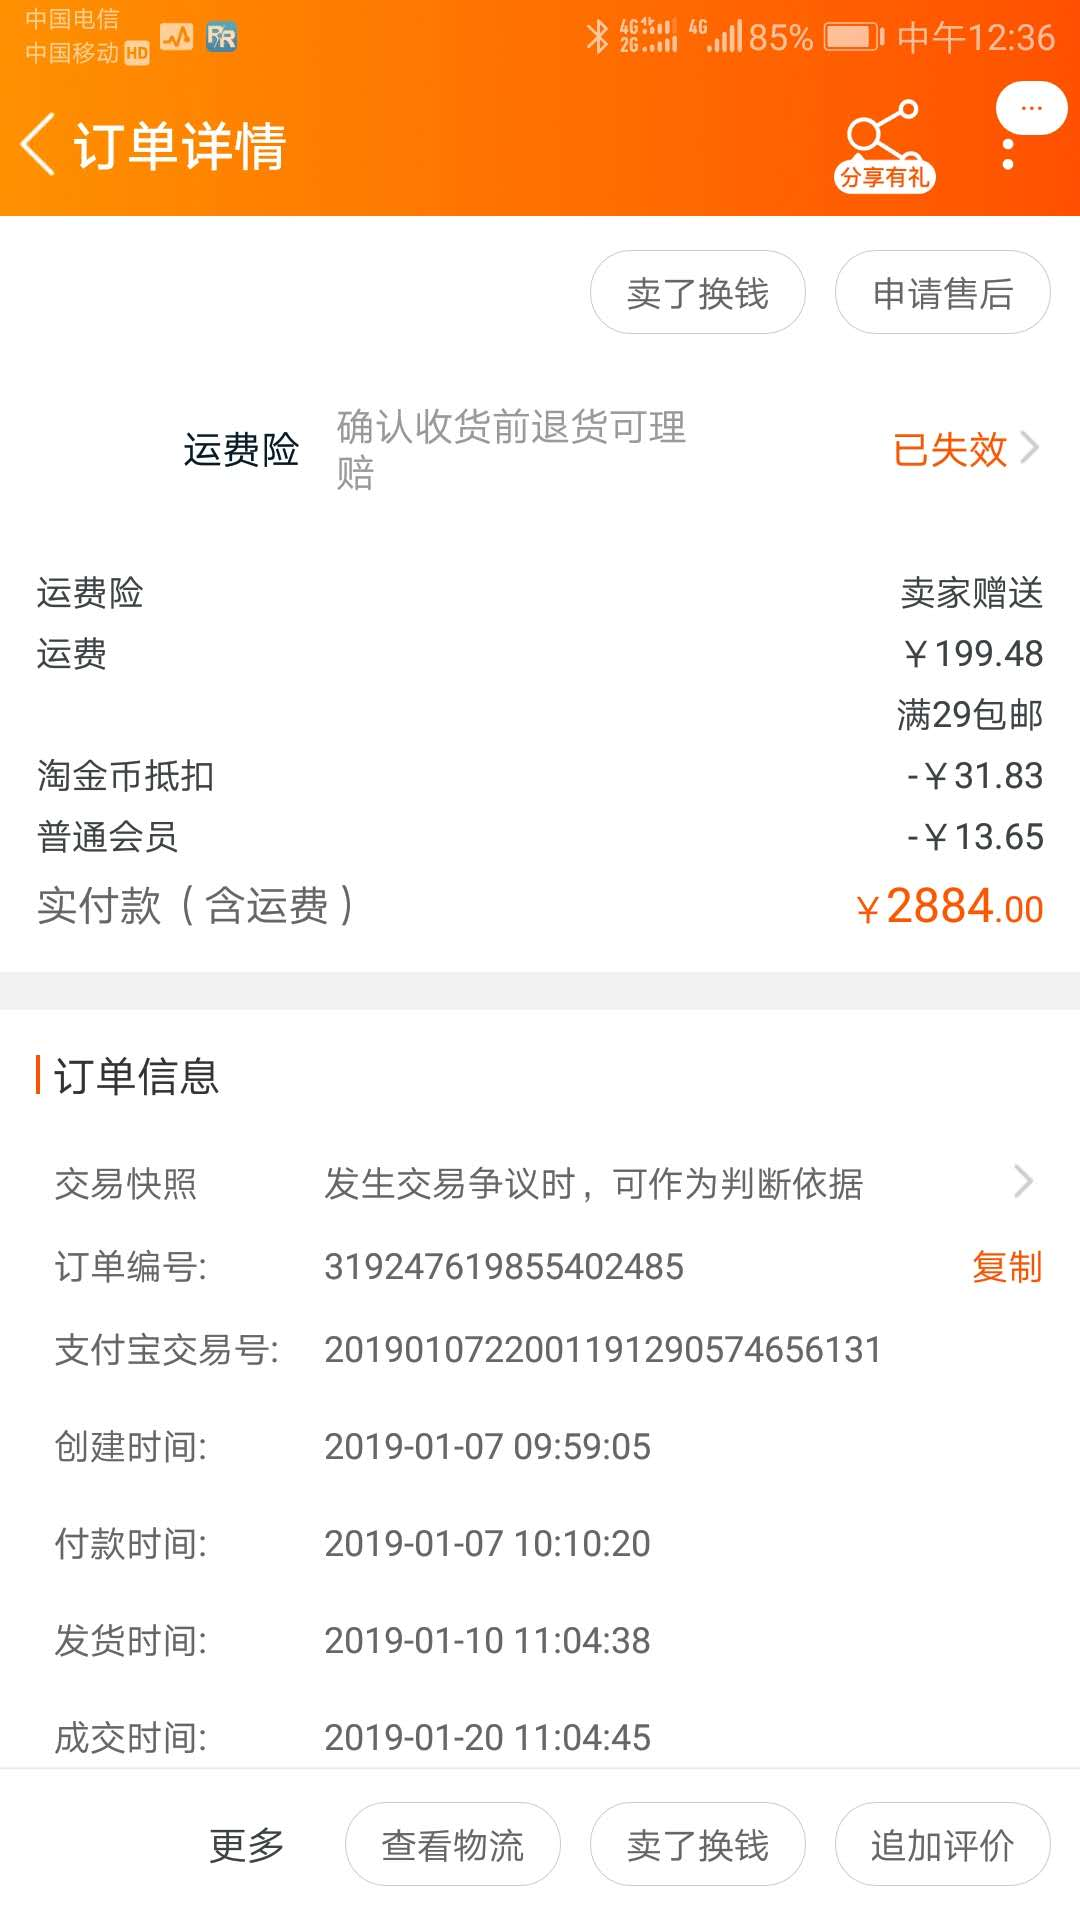 中国电信
中国移动 HD
4G 2G 4G 85% 中午12:36
订单详情
分享有礼
卖了换钱 申请售后
运费险 确认收货前退货可理
赔
已失效
运费险 卖家赠送
运费 ￥199.48
满29包邮
淘金币抵扣 -￥31.83
普通会员 -￥13.65
实付款（含运费） ￥2884.00
订单信息
交易快照 发生交易争议时，可作为判断依据
订单编号: 319247619855402485 复制
支付宝交易号: 2019010722001191290574656131
创建时间: 2019-01-07 09:59:05
付款时间: 2019-01-07 10:10:20
发货时间: 2019-01-10 11:04:38
成交时间: 2019-01-20 11:04:45
更多 查看物流 卖了换钱 追加评价